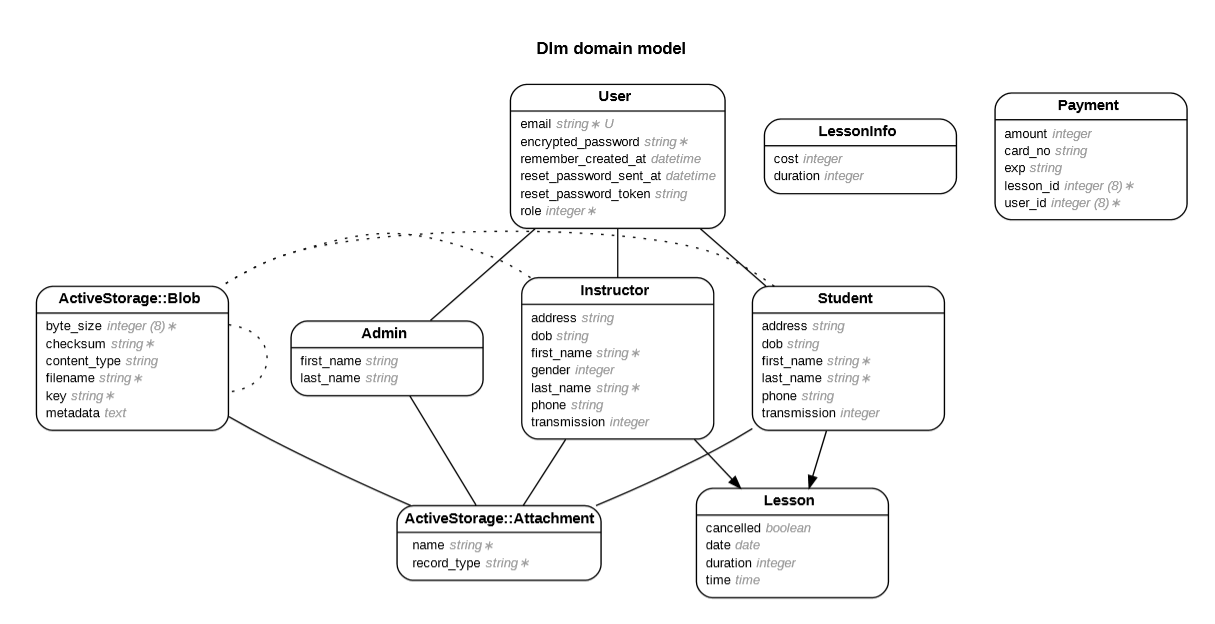 Dlm domain model
User
email string∗ U
encrypted_password string∗
remember_created_at datetime
reset_password_sent_at datetime
reset_password_token string
role integer∗
LessonInfo
cost integer
duration integer
Payment
amount integer
card_no string
exp string
lesson_id integer (8)∗
user_id integer (8)∗
ActiveStorage::Blob
byte_size integer (8)∗
checksum string∗
content_type string
filename string∗
key string∗
metadata text
Admin
first_name string
last_name string
Instructor
address string
dob string
first_name string∗
gender integer
last_name string∗
phone string
transmission integer
Student
address string
dob string
first_name string∗
last_name string∗
phone string
transmission integer
ActiveStorage::Attachment
name string∗
record_type string∗
Lesson
cancelled boolean
date date
duration integer
time time